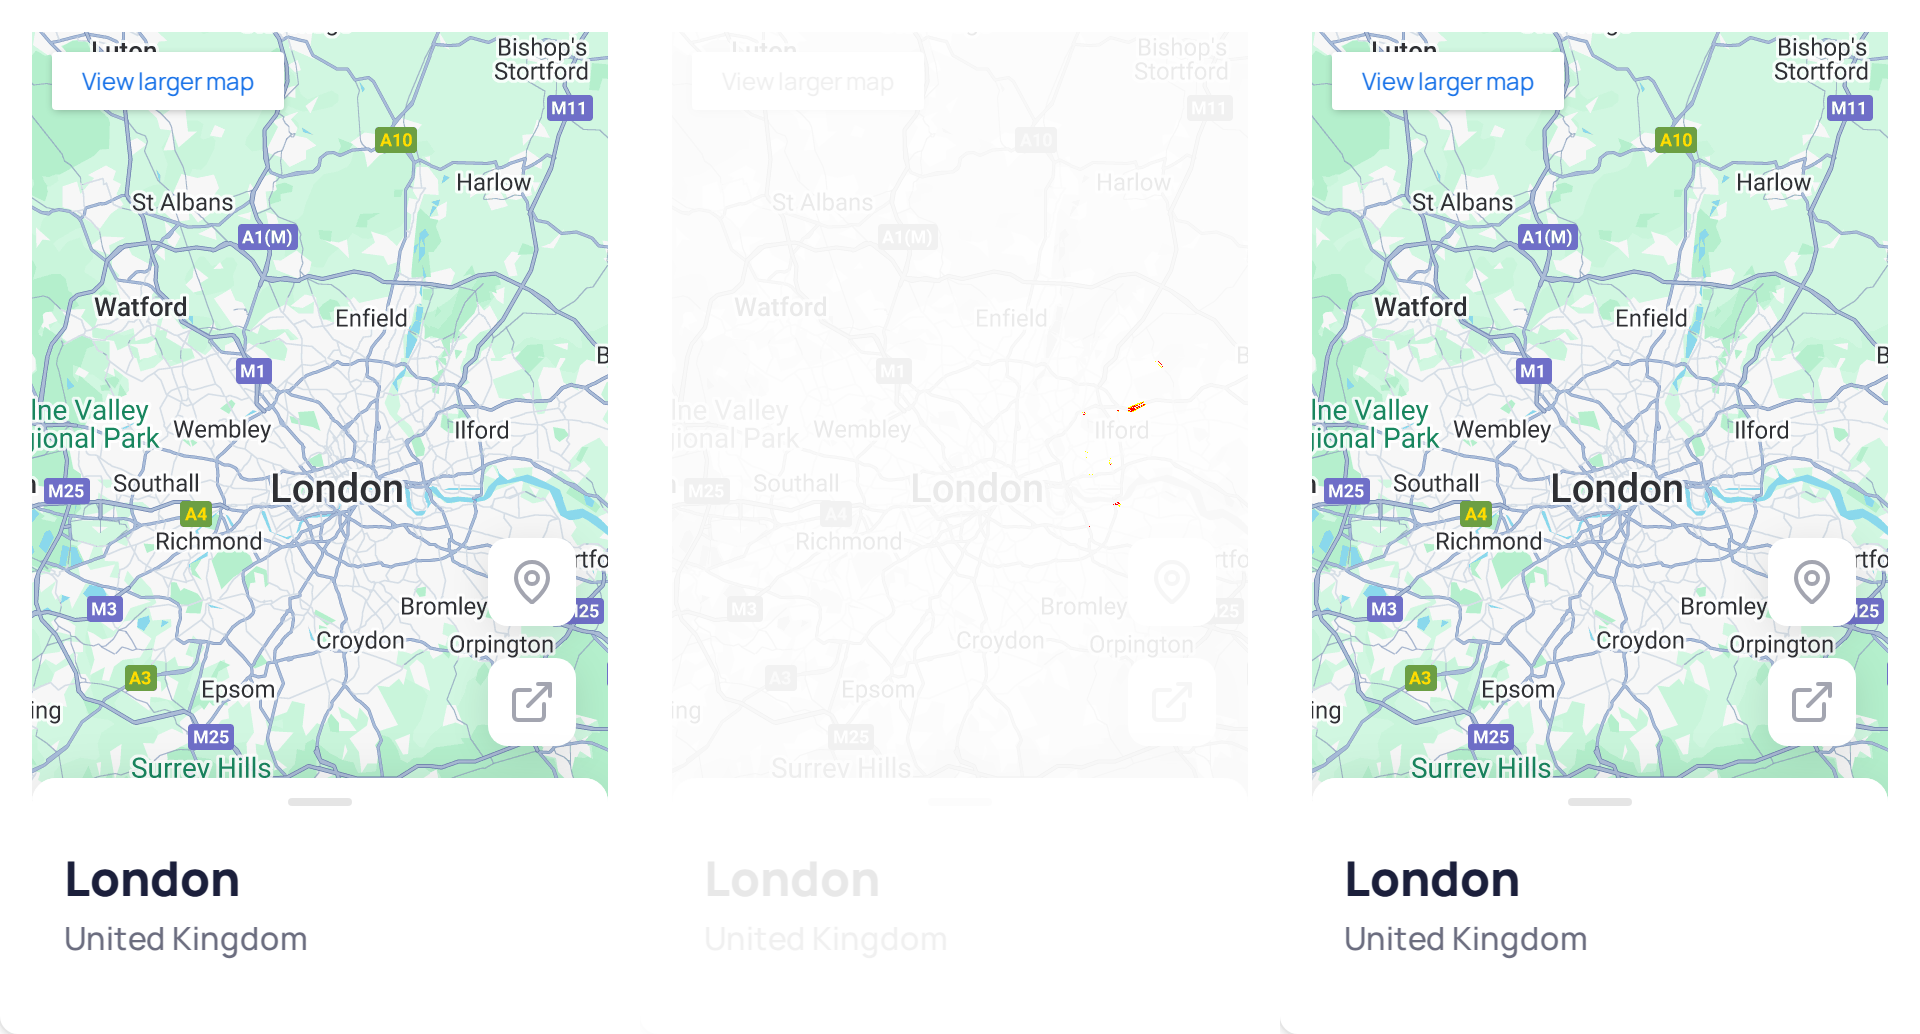 Luton
Bishop's
Stortford
View larger map
M11
A10
Harlow
St Albans
A1(M)
Watford
Enfield
M1
lne Valley
gional Park
Wembley
Ilford
London
Southall
M25
A4
Richmond
rtfo
M3
Bromley
M25
Croydon
Orpington
A3
Epsom
ing
M25
Surrey Hills
London
United Kingdom
Luton
Bishop's
Stortford
View larger map
M11
A10
Harlow
St Albans
A1(M)
Watford
Enfield
B
M1
lne Valley
ional Park
Wembley
Ilford
London
Southall
M25
A4
Richmond
rtfo
M3
Bromley
25
Croydon
Orpington
A3
Epsom
ing
M25
Surrey Hills
London
United Kingdom
Luton
Bishop's
Stortford
View larger map
M11
A10
Harlow
St Albans
A1(M)
Watford
Enfield
B
M1
lne Valley
gional Park
Wembley
Ilford
London
Southall
M25
A4
Richmond
rtfo
M3
Bromley
M25
Croydon
Orpington
A3
Epsom
ing
M25
Surrey Hills
London
United Kingdom